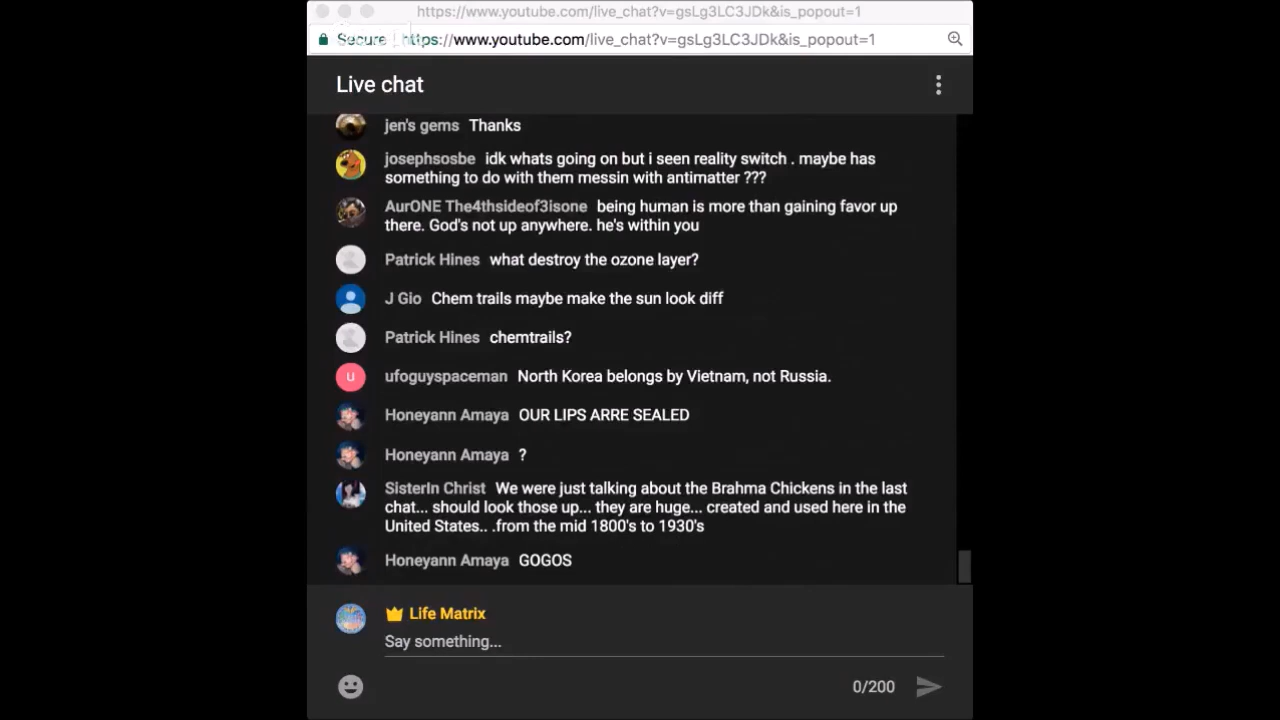 https://www.youtube.com/live_chat?v=gsLg3LC3JDk&is_popout=1
Secure https://www.youtube.com/live_chat?v=gsLg3LC3JDk&is_popout=1
Live chat
jen's gems Thanks
josephsosbe idk whats going on but i seen reality switch . maybe has
something to do with them messin with antimatter ???
AurONE The4thsideof3isone being human is more than gaining favor up
there. God's not up anywhere. he's within you
Patrick Hines what destroy the ozone layer?
J Gio Chem trails maybe make the sun look diff
Patrick Hines chemtrails?
U ufoguyspaceman North Korea belongs by Vietnam, not Russia.
Honeyann Amaya OUR LIPS ARRE SEALED
Honeyann Amaya ?
SisterIn Christ We were just talking about the Brahma Chickens in the last
chat... should look those up... they are huge... created and used here in the
United States.. .from the mid 1800's to 1930's
Honeyann Amaya GOGOS
Life Matrix
Say something...
0/200